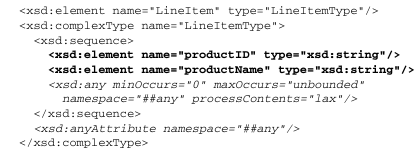 <xsd:element name="LineItem" type="LineItemType"/>
<xsd:complexType name="LineItemType">
<xsd:sequence>
<xsd:element name="productID" type="xsd:string"/>
<xsd:element name="productName" type="xsd:string"/>
<xsd:any minOccurs="0" maxOccurs="unbounded"
namespace="##any" processContents="lax"/>
</xsd:sequence>
<xsd:anyAttribute namespace="##any"/>
</xsd:complexType>